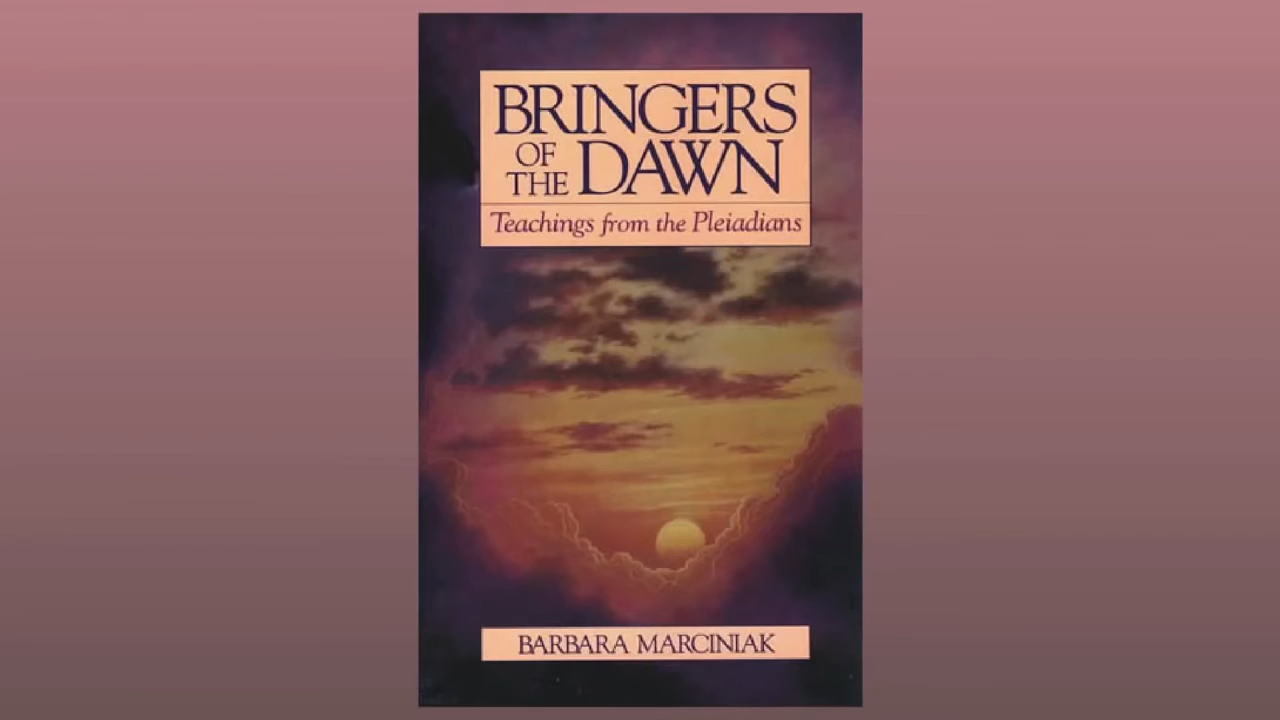 BRINGERS
OF THE DAWN
Teachings from the Pleiadians
BARBARA MARCINIAK